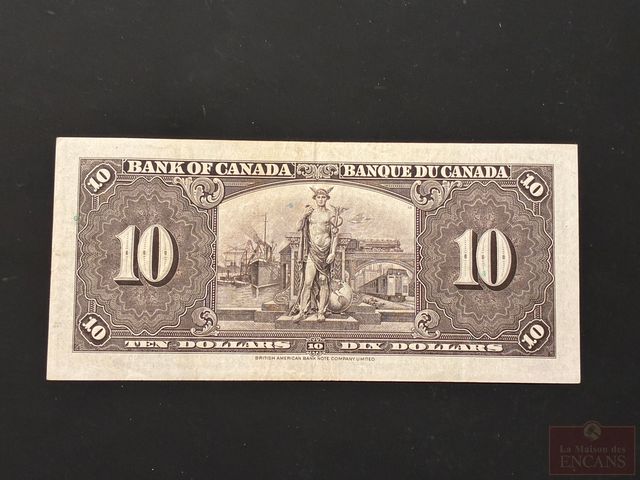 10 BANK OF CANADA BANQUE DU CANADA 10
10 10
10 TEN DOLLARS 10 DIX DOLLARS 10
BRITISH AMERICAN BANK NOTE COMPANY LIMITED
La Maison des
ENCANS